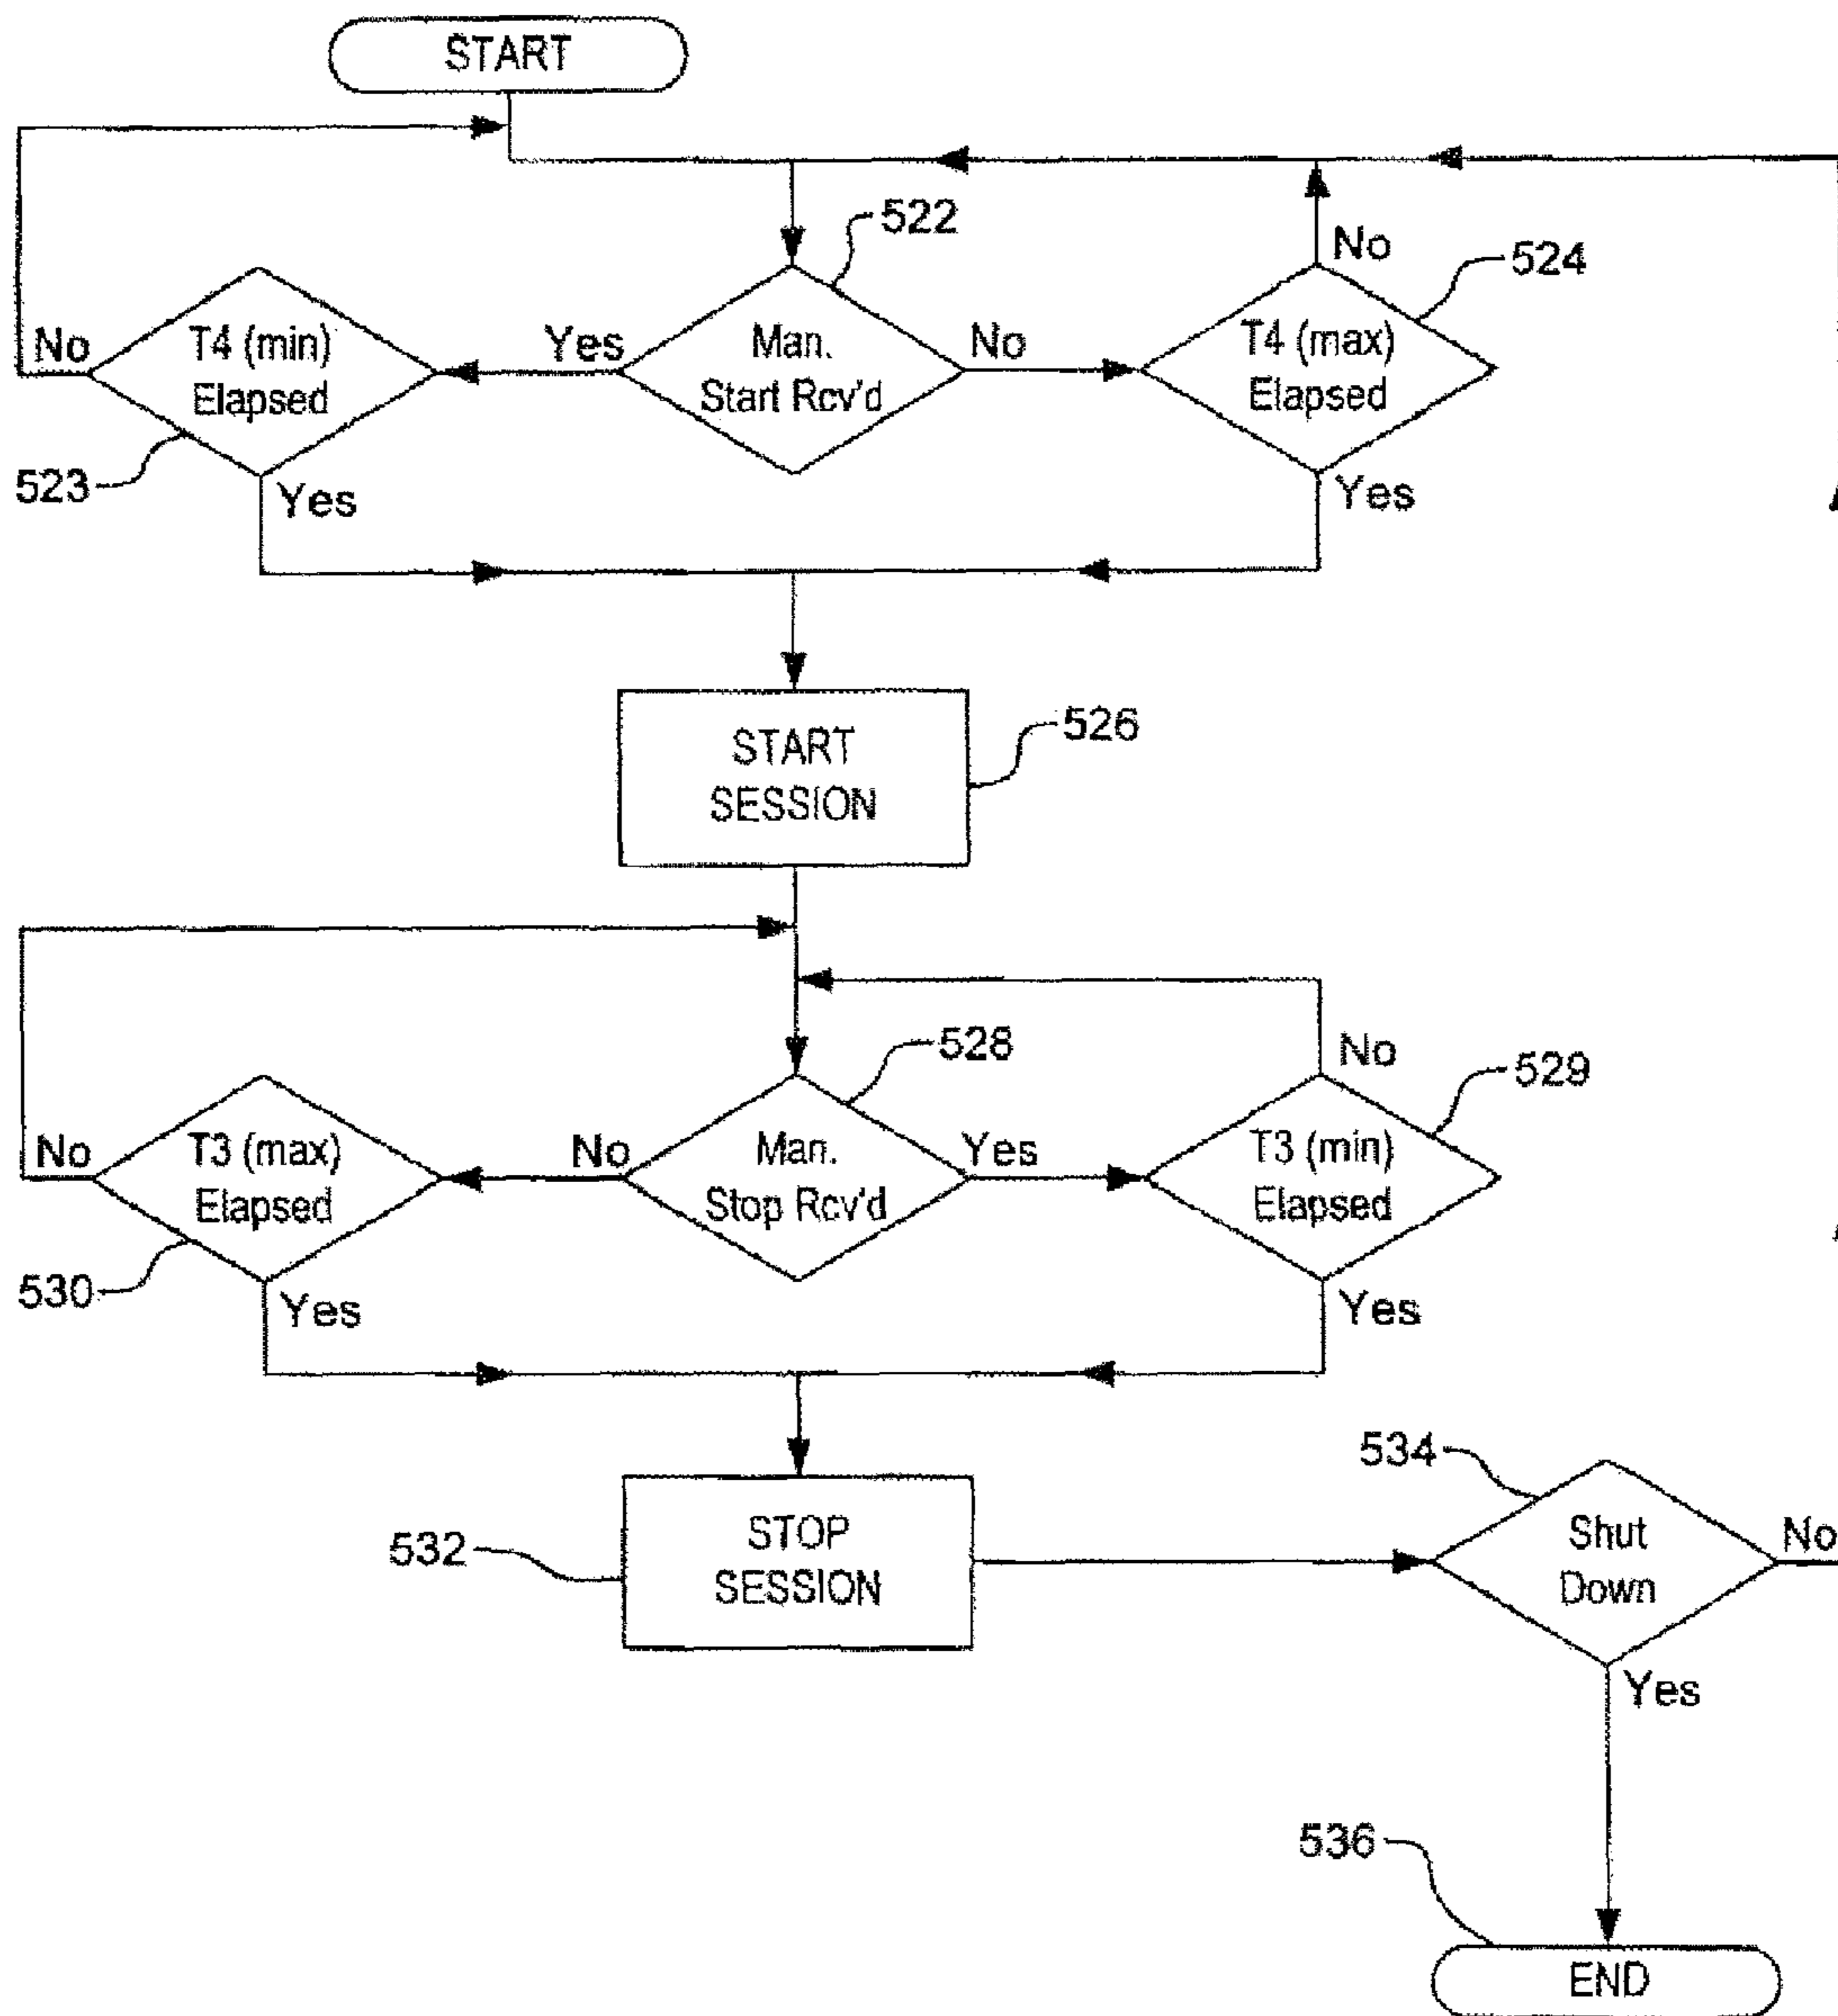 START
522
No
524
No
T4 (min)
Elapsed
Yes
Man.
Start Rcv'd
No
T4 (max)
Elapsed
523
Yes
Yes
START
SESSION
526
528
No
529
No
T3 (max)
Elapsed
No
Man.
Stop Rcv'd
Yes
T3 (min)
Elapsed
530
Yes
Yes
534
532
STOP
SESSION
Shut
Down
No
Yes
536
END